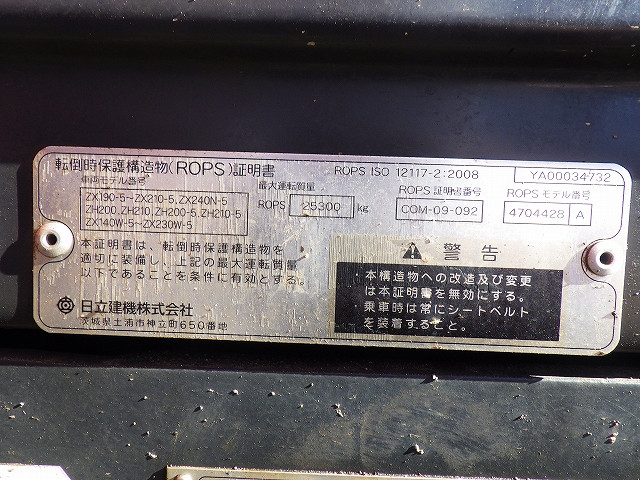 転倒時保護構造物(ROPS)証明書
ROPS ISO 12117-2:2008
YA00034732
車両モデル番号
ZX190-5~ZX210-5, ZX240N-5
ZH200, ZH210, ZH200-5, ZH210-5
ZX140W-5~ZX230W-5
最大運転質量
ROPS 25300 kg
ROPS 証明書番号
COM-09-092
ROPS モデル番号
4704428 A
本証明書は、転倒時保護構造物を
適切に装備し、上記の最大運転質量
以下であることを条件に有効とする。
日立建機株式会社
茨城県土浦市神立町650番地
警告
・本構造物への改造及び変更
は本証明書を無効にする。
乗車時は常にシートベルト
を装着すること。